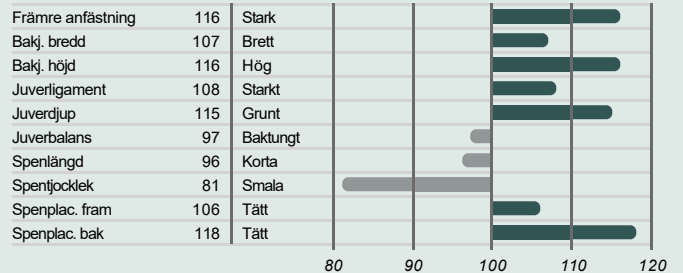 Främre anfästning 116 Stark
Bakj. bredd 107 Brett
Bakj. höjd 116 Hög
Juverligament 108 Starkt
Juverdjup 115 Grunt
Juverbalans 97 Baktungt
Spenlängd 96 Korta
Spentjocklek 81 Smala
Spenplac. fram 106 Tätt
Spenplac. bak 118 Tätt
80 90 100 110 120